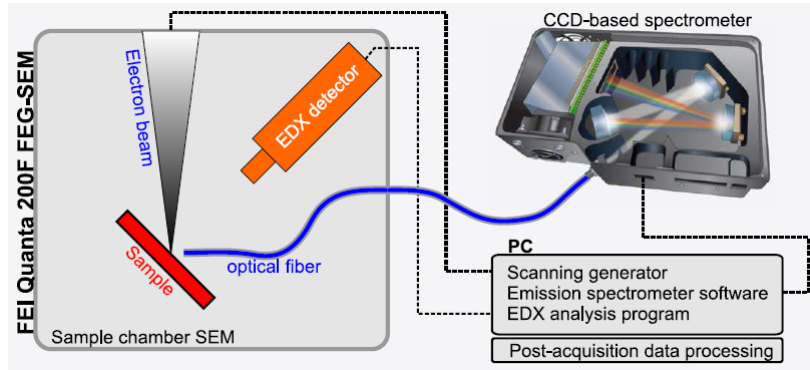 CCD-based spectrometer
FEI Quanta 200F FEG-SEM
Electron beam
EDX detector
Sample
optical fiber
Sample chamber SEM
PC
Scanning generator
Emission spectrometer software
EDX analysis program
Post-acquisition data processing